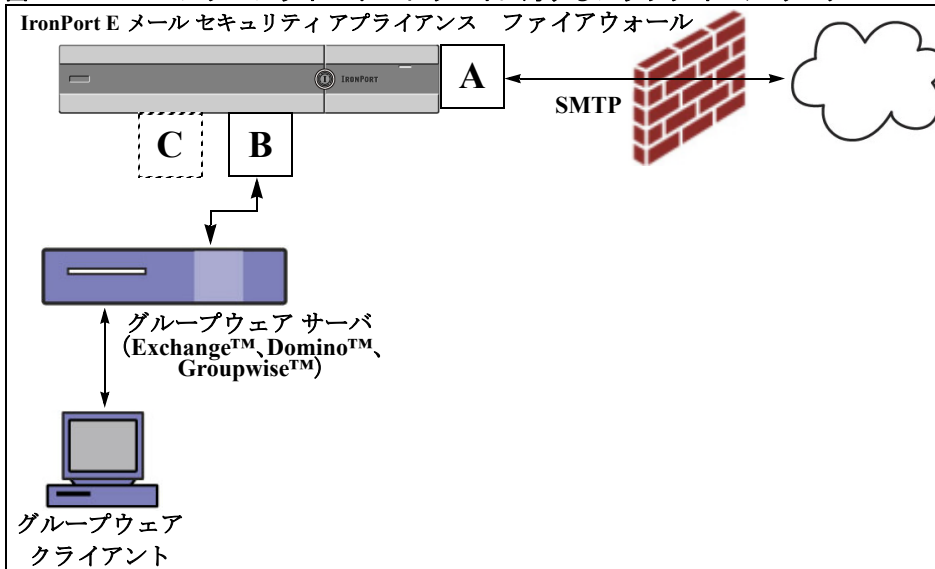 IronPort E メール セキュリティ アプライアンス ファイアウォール
IRONPORT
A
SMTP
C
B
グループウェア サーバ
(Exchange™、Domino™、
Groupwise™)
グループウェア
クライアント